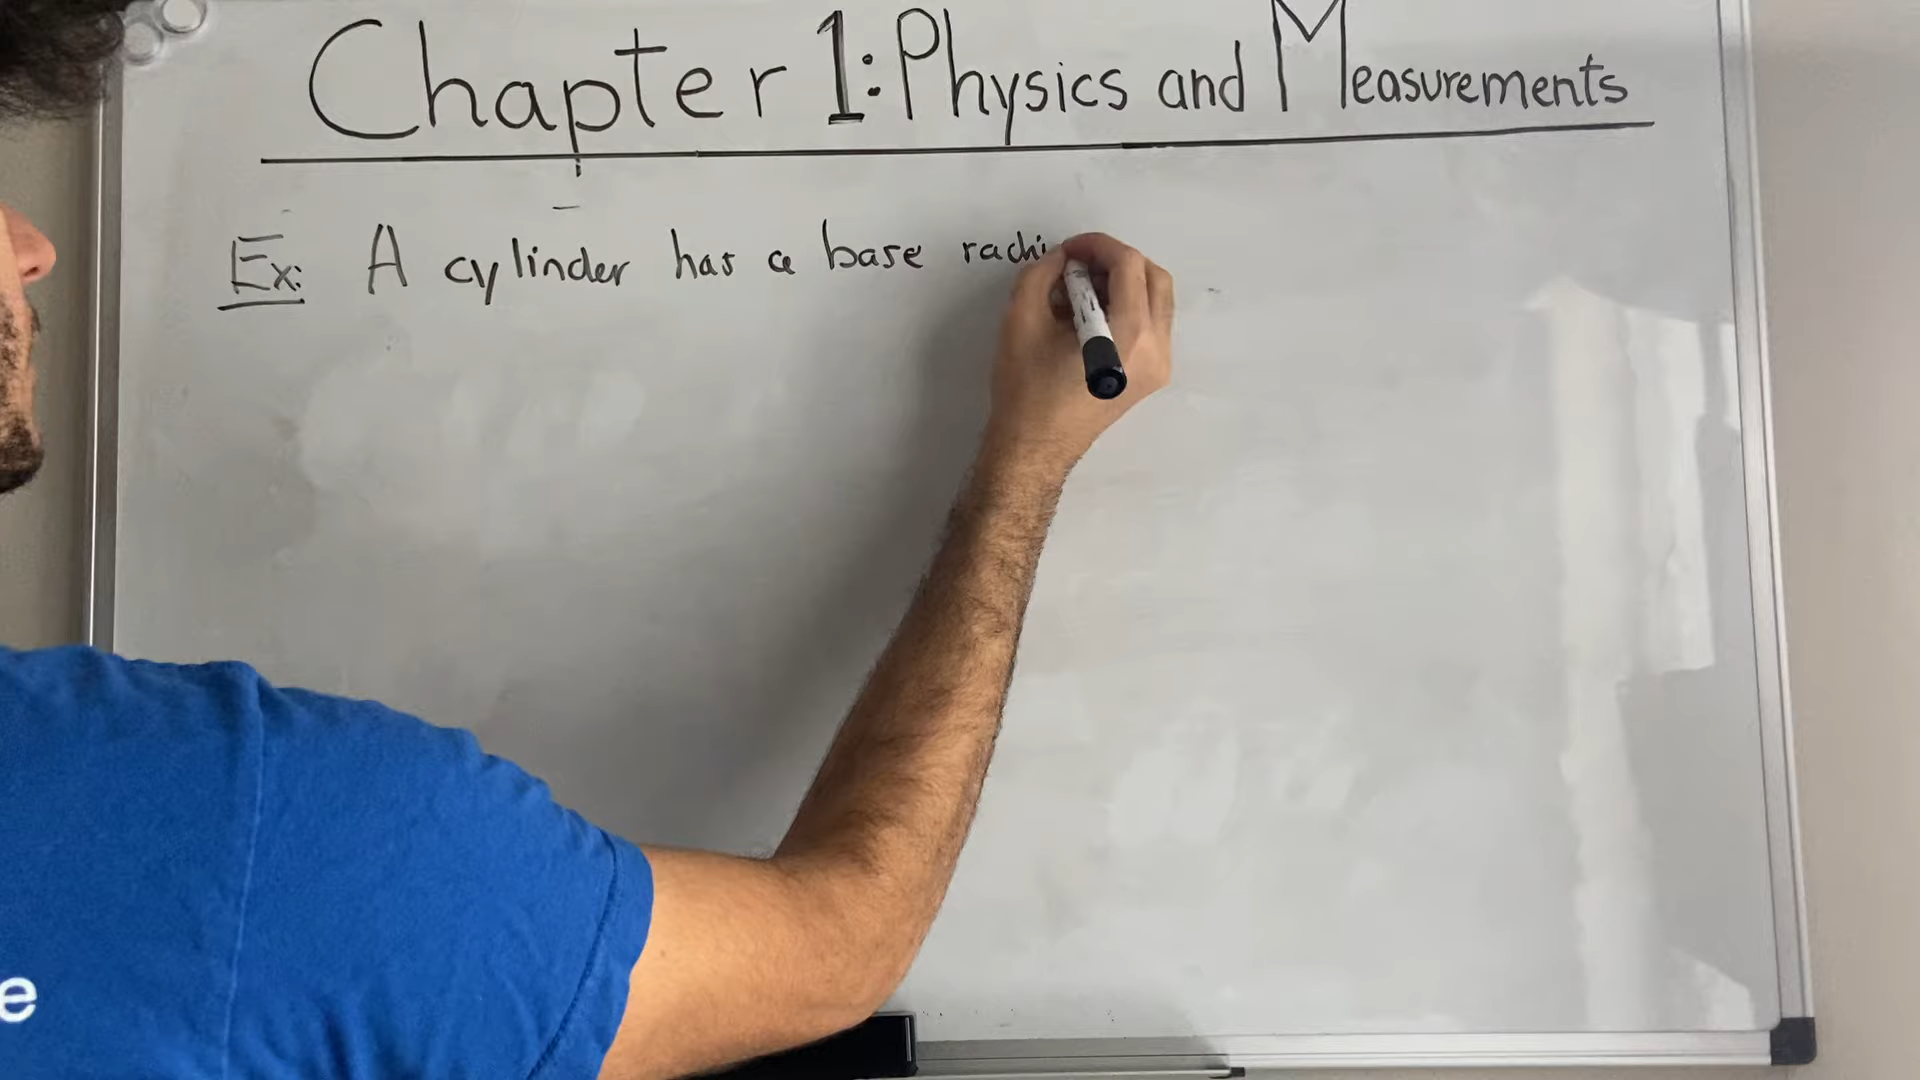 Chapter 1: Physics and Measurements
Ex: A cylinder has a base radi
e